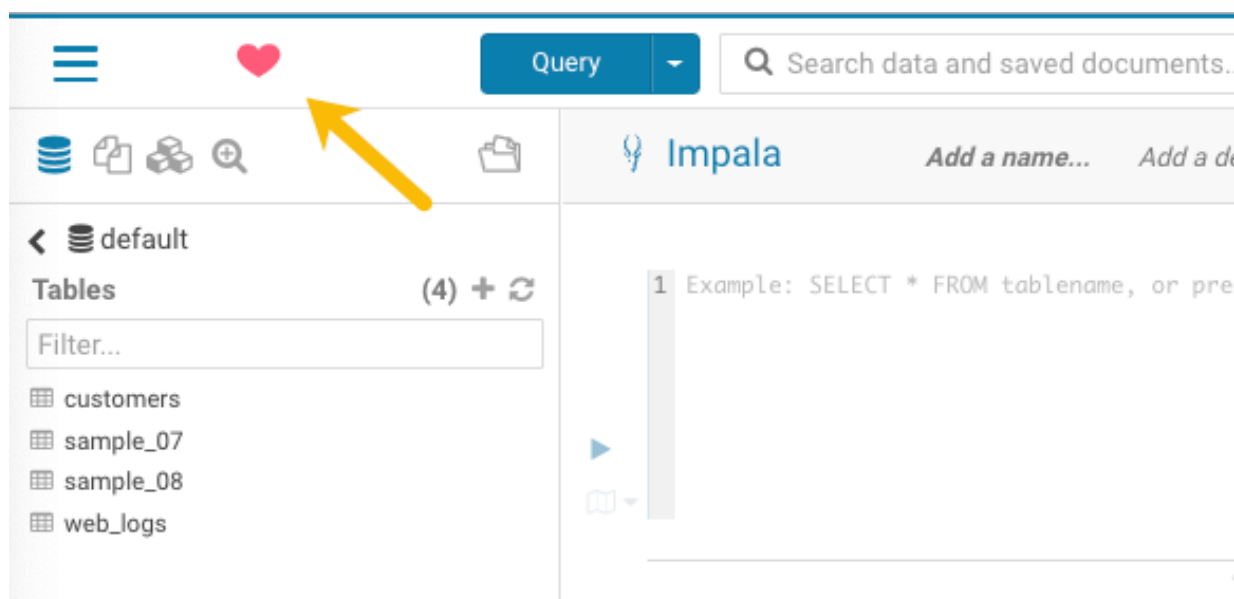 Query Search data and saved documents..
Impala Add a name... Add a de
default
Tables (4)
1 Example: SELECT * FROM tablename, or pre
Filter...
customers
sample_07
sample_08
web_logs